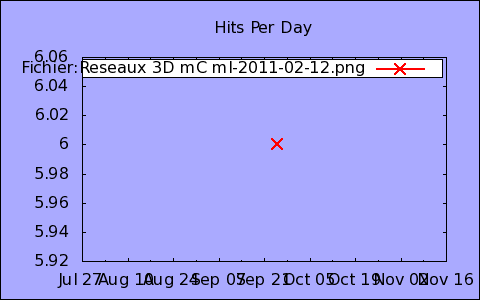 Hits Per Day
6.06
Fichier:Reseaux 3D mC ml-2011-02-12.png
6.04
6.02
6
5.98
5.96
5.94
5.92
Jul 27 Aug 10 Aug 24 Sep 07 Sep 21 Oct 05 Oct 19 Nov 02 Nov 16